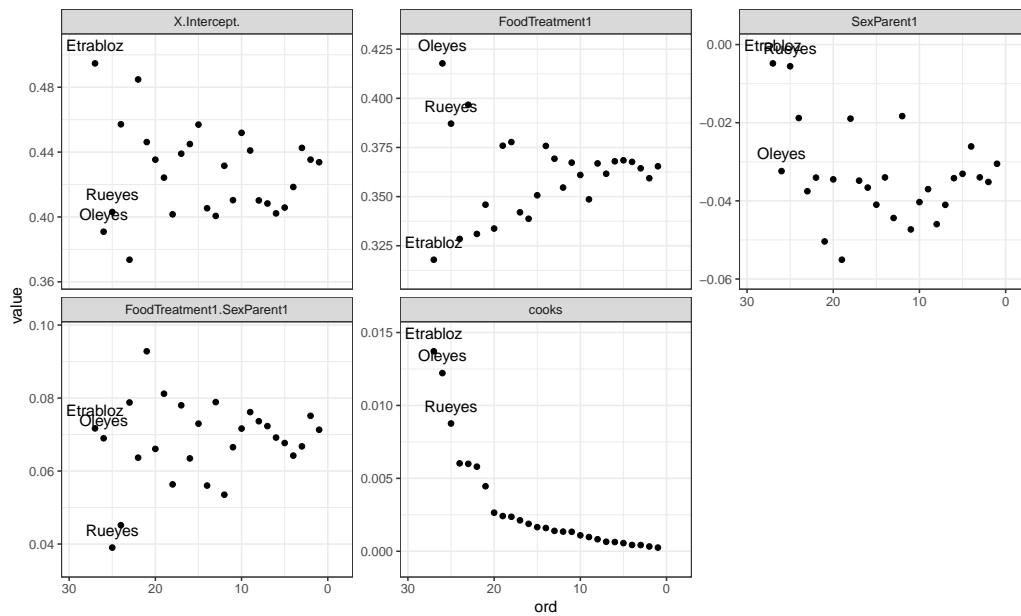 X.Intercept.
FoodTreatment1
SexParent1
Etrabloz
Rueyes
Oleyes
0.48
0.44
0.40
0.36
Oleyes
Rueyes
Etrabloz
0.425
0.400
0.375
0.350
0.325
Etrabloz
Rueyes
Oleyes
0.00
−0.02
−0.04
−0.06
30 20 10 0
value
FoodTreatment1.SexParent1
cooks
Etrabloz
Oleyes
Rueyes
0.10
0.08
0.06
0.04
30 20 10 0
Etrabloz
Oleyes
Rueyes
0.015
0.010
0.005
0.000
30 20 10 0
ord